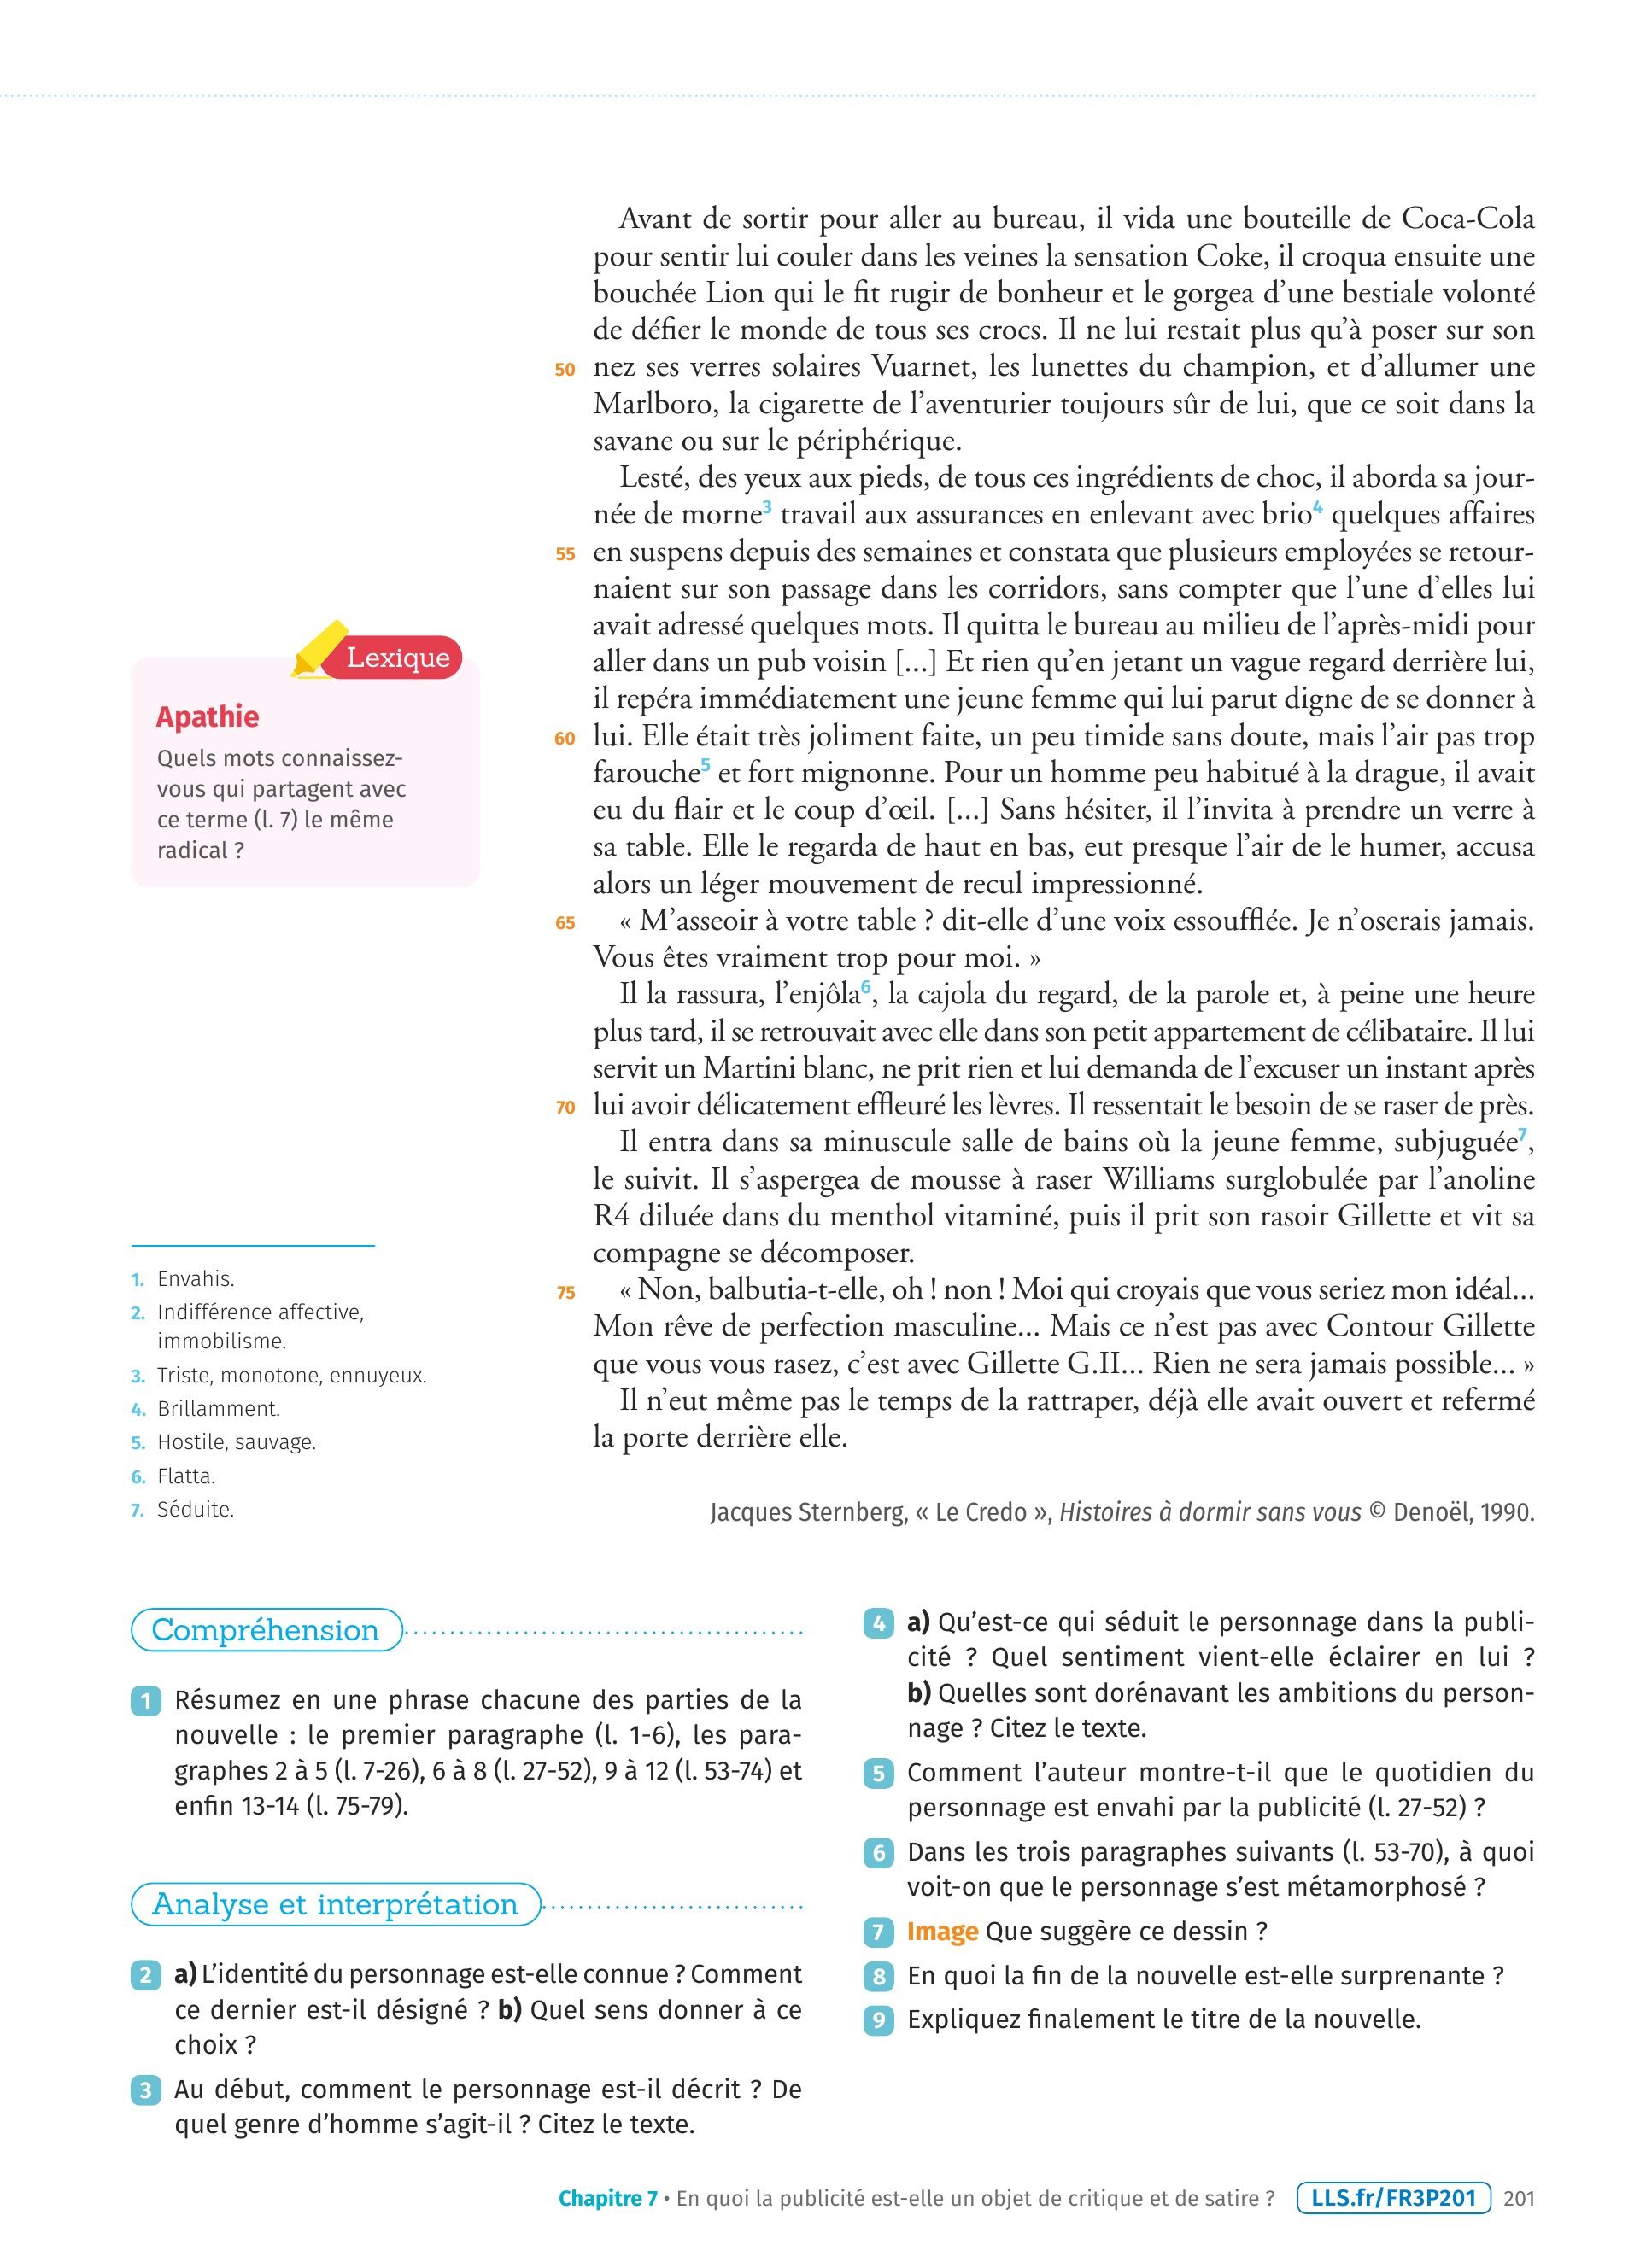 Avant de sortir pour aller au bureau, il vida une bouteille de Coca-Cola
pour sentir lui couler dans les veines la sensation Coke, il croqua ensuite une
bouchée Lion qui le fit rugir de bonheur et le gorgea d’une bestiale volonté
de défier le monde de tous ses crocs. Il ne lui restait plus qu’à poser sur son
50 nez ses verres solaires Vuarnet, les lunettes du champion, et d’allumer une
Marlboro, la cigarette de l’aventurier toujours sûr de lui, que ce soit dans la
savane ou sur le périphérique.
Lesté, des yeux aux pieds, de tous ces ingrédients de choc, il aborda sa jour-
née de morne3 travail aux assurances en enlevant avec brio4 quelques affaires
55 en suspens depuis des semaines et constata que plusieurs employées se retour-
naient sur son passage dans les corridors, sans compter que l’une d’elles lui
avait adressé quelques mots. Il quitta le bureau au milieu de l’après-midi pour
aller dans un pub voisin [...] Et rien qu’en jetant un vague regard derrière lui,
il repéra immédiatement une jeune femme qui lui parut digne de se donner à
60 lui. Elle était très joliment faite, un peu timide sans doute, mais l’air pas trop
farouche5 et fort mignonne. Pour un homme peu habitué à la drague, il avait
eu du flair et le coup d’œil. [...] Sans hésiter, il l’invita à prendre un verre à
sa table. Elle le regarda de haut en bas, eut presque l’air de le humer, accusa
alors un léger mouvement de recul impressionné.
65 « M’asseoir à votre table ? dit-elle d’une voix essoufflée. Je n’oserais jamais.
Vous êtes vraiment trop pour moi. »
Il la rassura, l’enjôla6, la cajola du regard, de la parole et, à peine une heure
plus tard, il se retrouvait avec elle dans son petit appartement de célibataire. Il lui
servit un Martini blanc, ne prit rien et lui demanda de l’excuser un instant après
70 lui avoir délicatement effleuré les lèvres. Il ressentait le besoin de se raser de près.
Il entra dans sa minuscule salle de bains où la jeune femme, subjuguée7,
le suivit. Il s’aspergea de mousse à raser Williams surglobulée par l’anoline
R4 diluée dans du menthol vitaminé, puis il prit son rasoir Gillette et vit sa
compagne se décomposer.
75 « Non, balbutia-t-elle, oh ! non ! Moi qui croyais que vous seriez mon idéal...
Mon rêve de perfection masculine... Mais ce n’est pas avec Contour Gillette
que vous vous rasez, c’est avec Gillette G.II... Rien ne sera jamais possible... »
Il n’eut même pas le temps de la rattraper, déjà elle avait ouvert et refermé
la porte derrière elle.
Jacques Sternberg, « Le Credo », Histoires à dormir sans vous © Denoël, 1990.
Lexique
Apathie
Quels mots connaissez-
vous qui partagent avec
ce terme (l. 7) le même
radical ?
1. Envahis.
2. Indifférence affective,
immobilisme.
3. Triste, monotone, ennuyeux.
4. Brillamment.
5. Hostile, sauvage.
6. Flatta.
7. Séduite.
Compréhension
1 Résumez en une phrase chacune des parties de la
nouvelle : le premier paragraphe (l. 1-6), les para-
graphes 2 à 5 (l. 7-26), 6 à 8 (l. 27-52), 9 à 12 (l. 53-74) et
enfin 13-14 (l. 75-79).
Analyse et interprétation
2 a) L’identité du personnage est-elle connue ? Comment
ce dernier est-il désigné ? b) Quel sens donner à ce
choix ?
3 Au début, comment le personnage est-il décrit ? De
quel genre d’homme s’agit-il ? Citez le texte.
4 a) Qu’est-ce qui séduit le personnage dans la publi-
cité ? Quel sentiment vient-elle éclairer en lui ?
b) Quelles sont dorénavant les ambitions du person-
nage ? Citez le texte.
5 Comment l’auteur montre-t-il que le quotidien du
personnage est envahi par la publicité (l. 27-52) ?
6 Dans les trois paragraphes suivants (l. 53-70), à quoi
voit-on que le personnage s’est métamorphosé ?
7 Image Que suggère ce dessin ?
8 En quoi la fin de la nouvelle est-elle surprenante ?
9 Expliquez finalement le titre de la nouvelle.
Chapitre 7 • En quoi la publicité est-elle un objet de critique et de satire ? LLS.fr/FR3P201 201